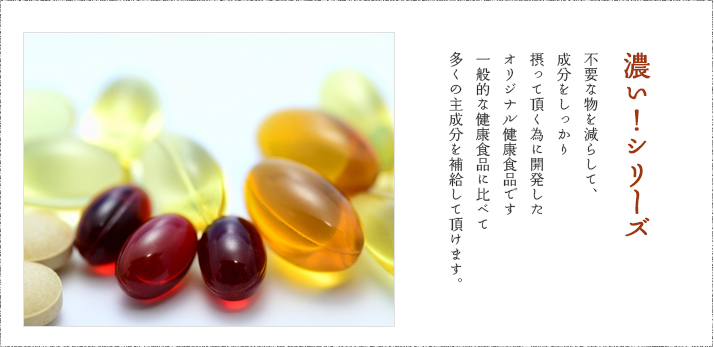 濃い！シリーズ
不要な物を減らして、
成分をしっかり
摂って頂く為に開発した
オリジナル健康食品です
一般的な健康食品に比べて
多くの主成分を補給して頂けます。